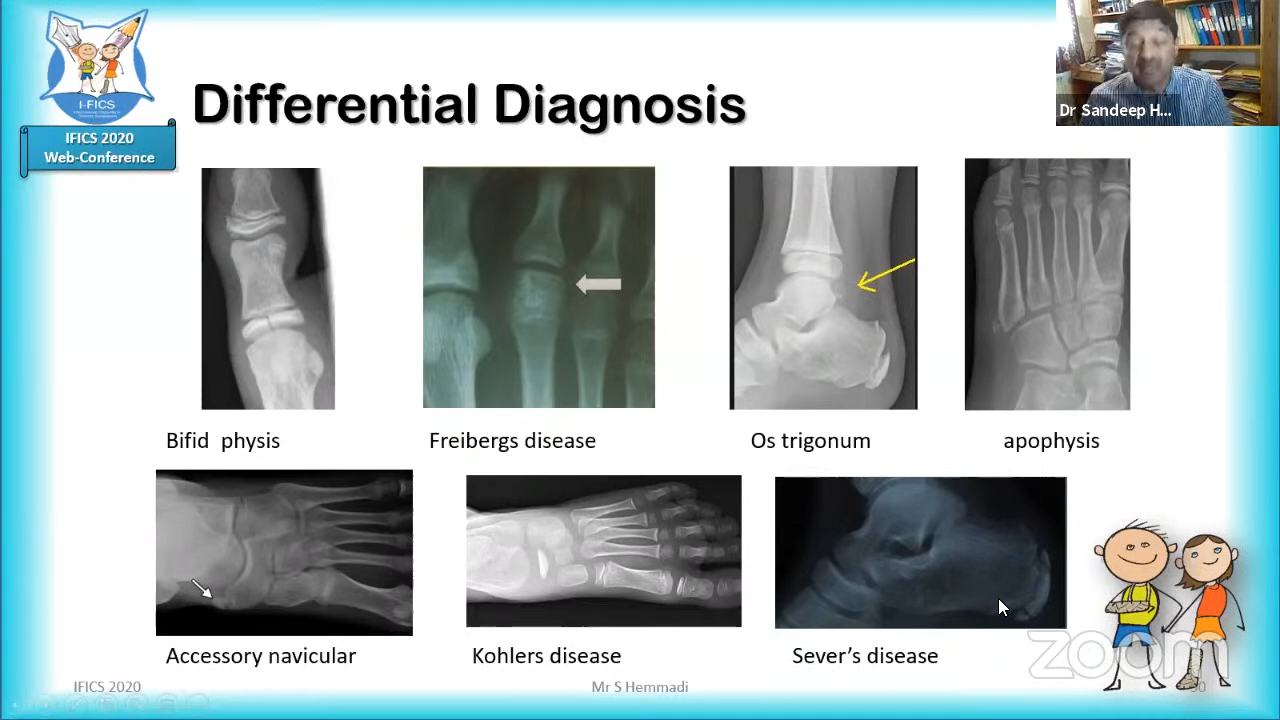 I-FICS
IFICS 2020
Web-Conference
Differential Diagnosis
Dr Sandeep H...
Bifid physis
Freibergs disease
Os trigonum
apophysis
Accessory navicular
Kohlers disease
Sever's disease
zoom
IFICS 2020
Mr S Hemmadi